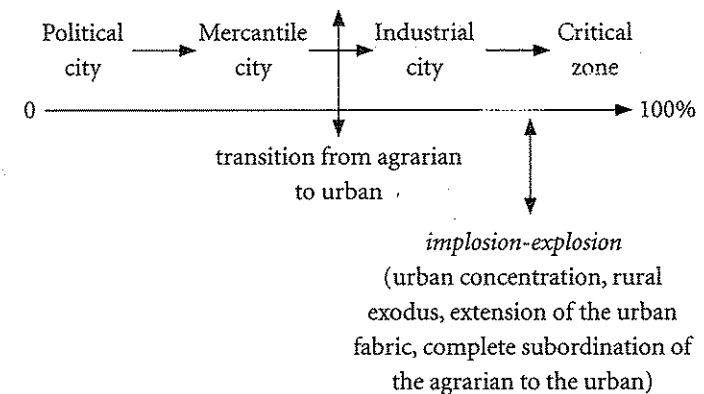 Political Mercantile Industrial Critical
city city city zone
0 100%
transition from agrarian
to urban
implosion-explosion
(urban concentration, rural
exodus, extension of the urban
fabric, complete subordination of
the agrarian to the urban)